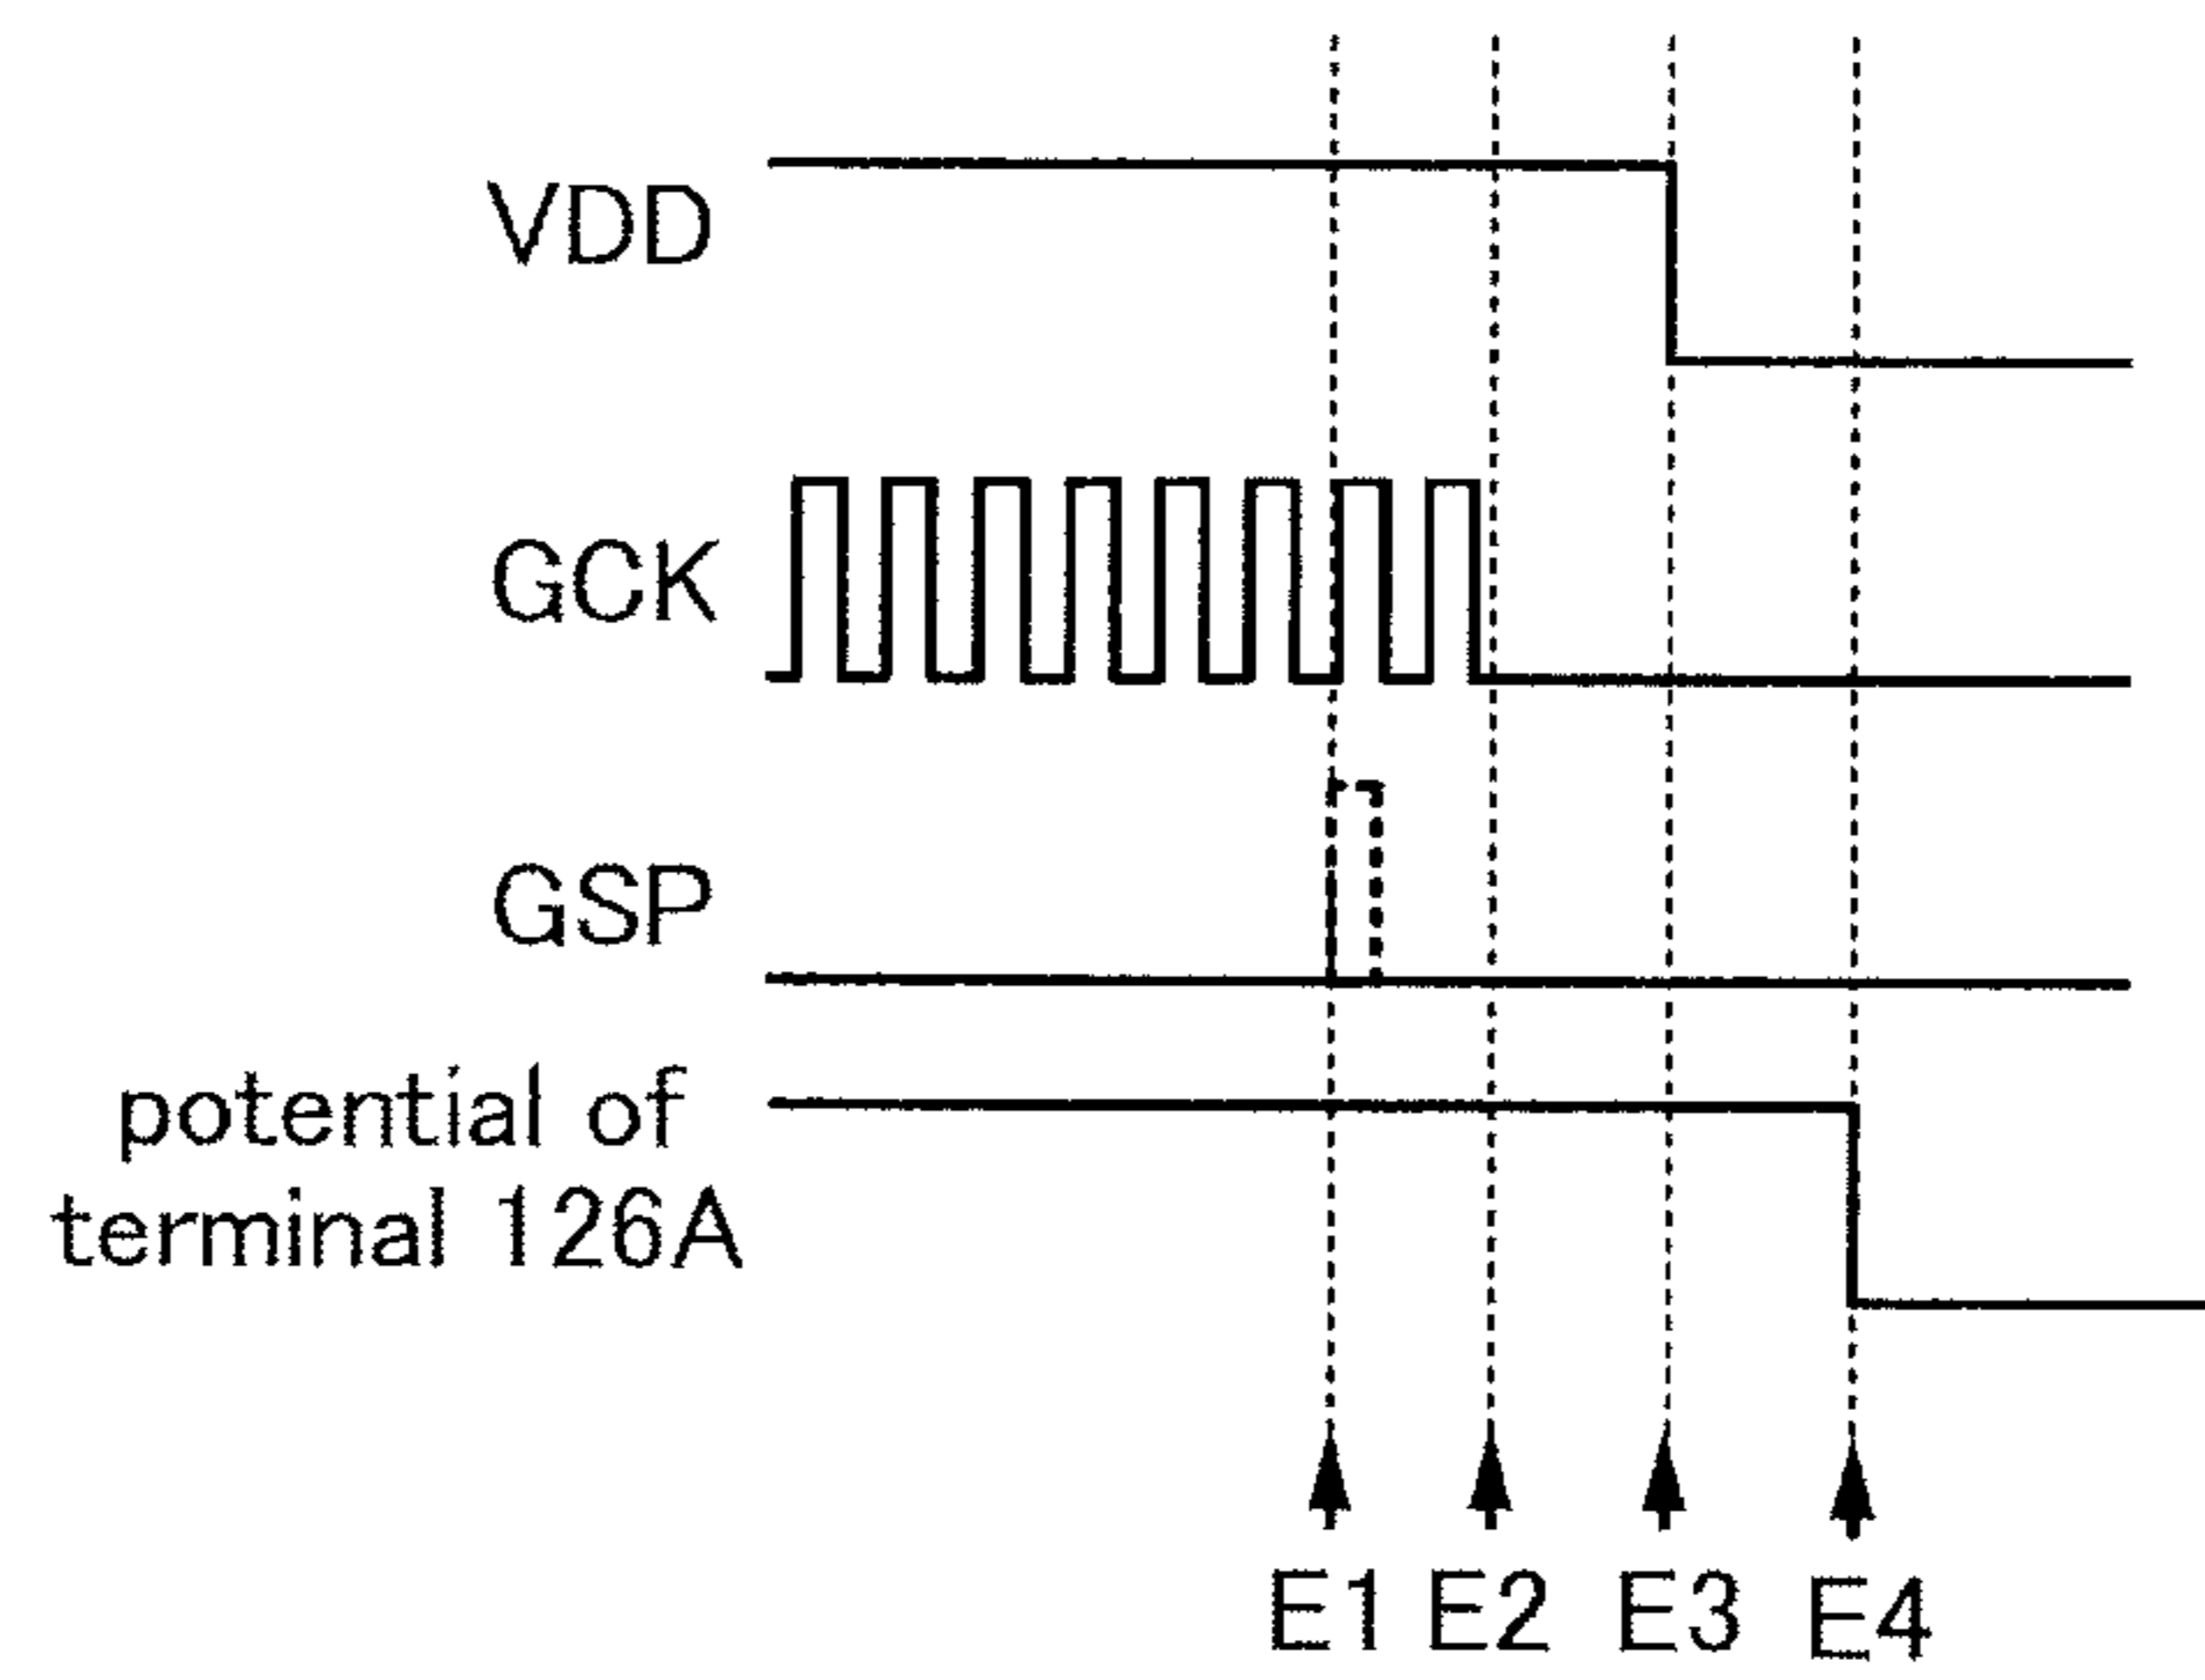 VDD
GCK
GSP
potential of
terminal 126A
E1 E2 E3 E4